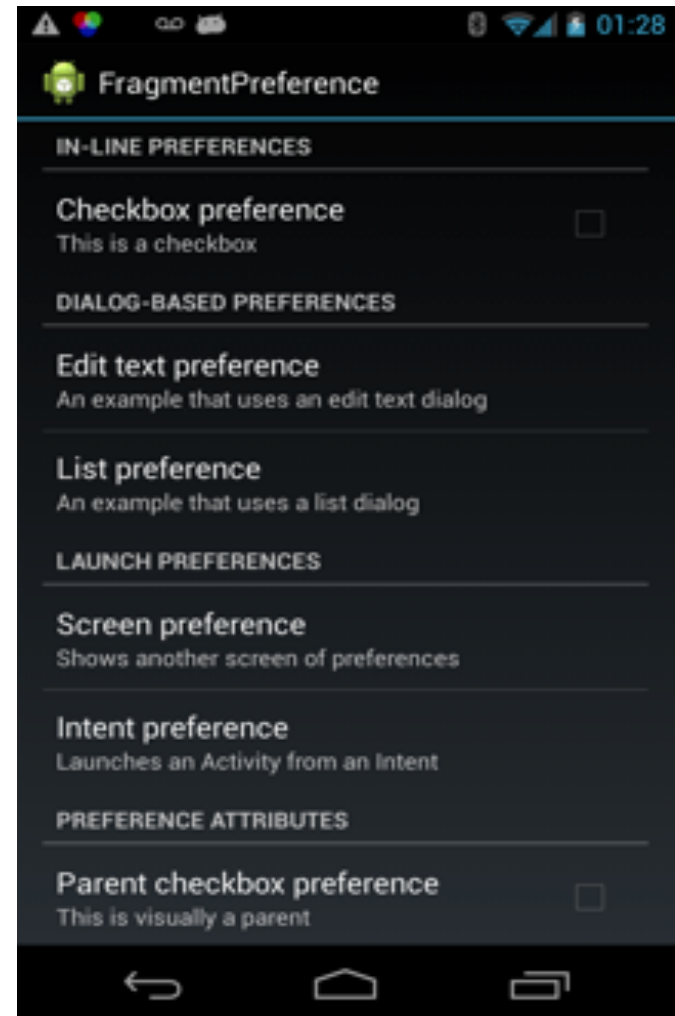 01:28
FragmentPreference
IN-LINE PREFERENCES
Checkbox preference
This is a checkbox
DIALOG-BASED PREFERENCES
Edit text preference
An example that uses an edit text dialog
List preference
An example that uses a list dialog
LAUNCH PREFERENCES
Screen preference
Shows another screen of preferences
Intent preference
Launches an Activity from an Intent
PREFERENCE ATTRIBUTES
Parent checkbox preference
This is visually a parent